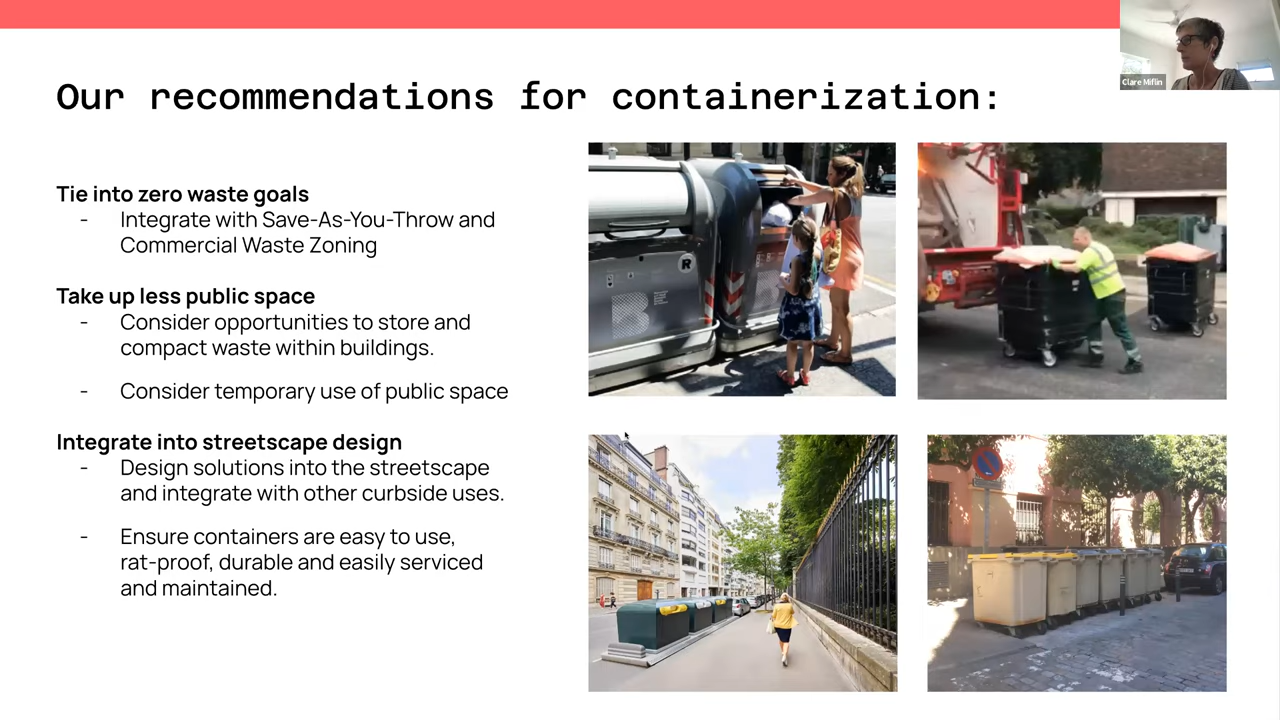 Clare Miflin
Our recommendations for containerization:
Tie into zero waste goals
- Integrate with Save-As-You-Throw and
Commercial Waste Zoning
Take up less public space
- Consider opportunities to store and
compact waste within buildings.
- Consider temporary use of public space
Integrate into streetscape design
- Design solutions into the streetscape
and integrate with other curbside uses.
- Ensure containers are easy to use,
rat-proof, durable and easily serviced
and maintained.
R
B